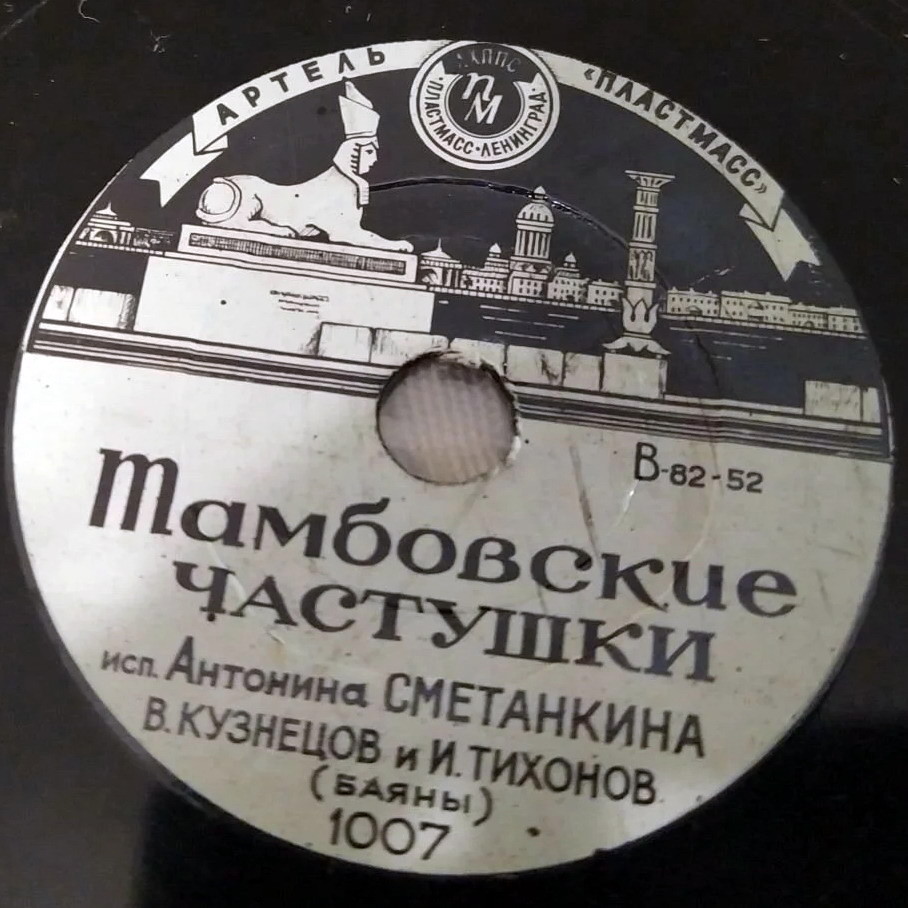 АРТЕЛЬ «ПЛАСТМАСС»
ПМ
ПЛАСТМАСС·ЛЕНИНГРАД·
В-82-52
Тамбовские
ЧАСТУШКИ
исп. Антонина СМЕТАНКИНА
В. КУЗНЕЦОВ и И. ТИХОНОВ
(БАЯНЫ)
1007